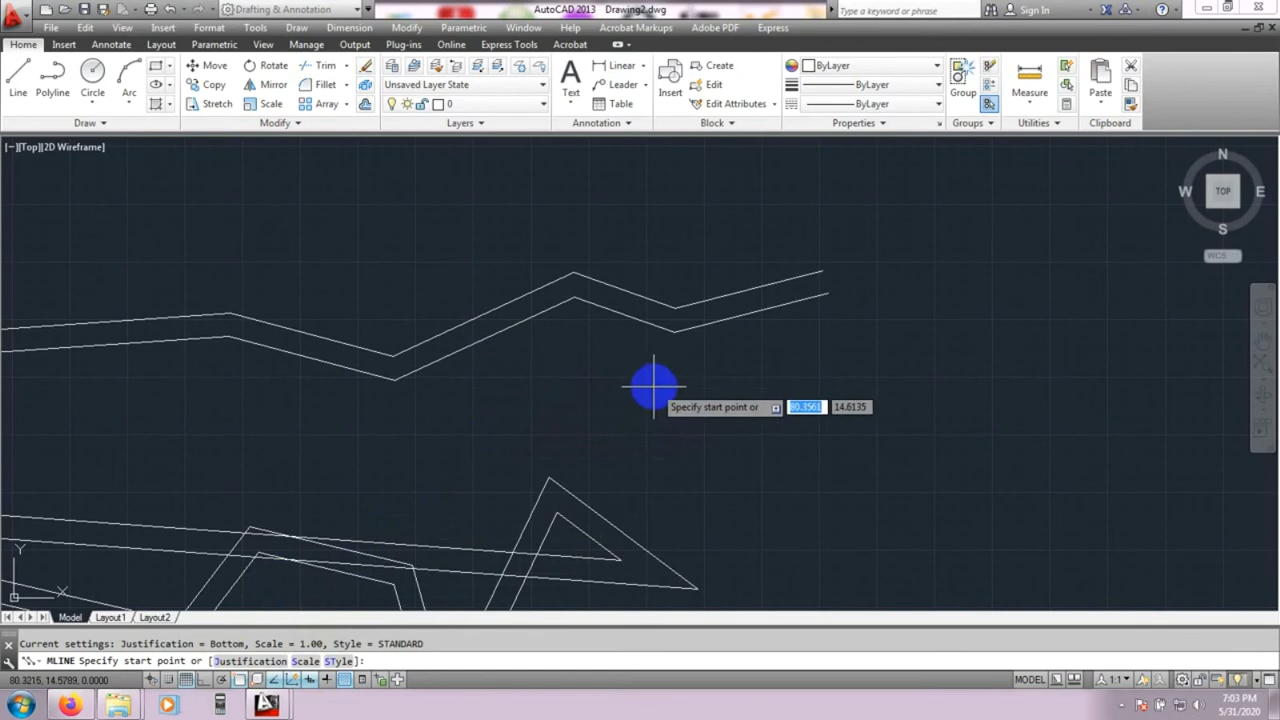 Drafting & Annotation
AutoCAD 2013 Drawing2.dwg
Type a keyword or phrase
Sign In
File Edit View Insert Format Tools Draw Dimension Modify Parametric Window Help Acrobat Markups Adobe PDF Express
Home Insert Annotate Layout Parametric View Manage Output Plug-ins Online Express Tools Acrobat
Move Rotate Trim Unsaved Layer State Linear Create ByLayer
Line Polyline Circle Arc Copy Mirror Fillet Text Leader Insert Edit ByLayer Group Measure Paste
Stretch Scale Array 0 Table Edit Attributes ByLayer
Draw Modify Layers Annotation Block Properties Groups Utilities Clipboard
[−][Top][2D Wireframe]
N
W TOP E
S
WCS
Specify start point or 80.3561 14.6135
Y
X
Model Layout1 Layout2
Current settings: Justification = Bottom, Scale = 1.00, Style = STANDARD
MLINE Specify start point or [Justification Scale STyle]:
80.3215, 14.5789, 0.0000 MODEL 1:1
7:03 PM
5/31/2020